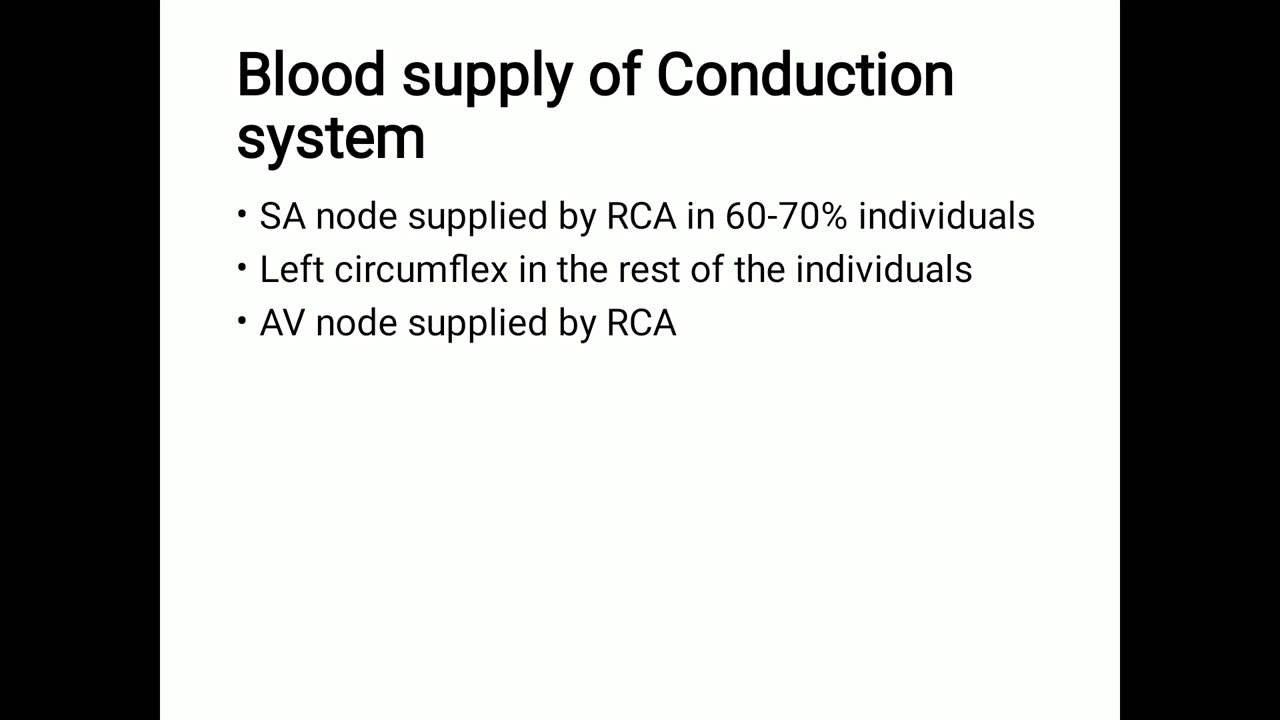 Blood supply of Conduction
system
• SA node supplied by RCA in 60-70% individuals
• Left circumflex in the rest of the individuals
• AV node supplied by RCA